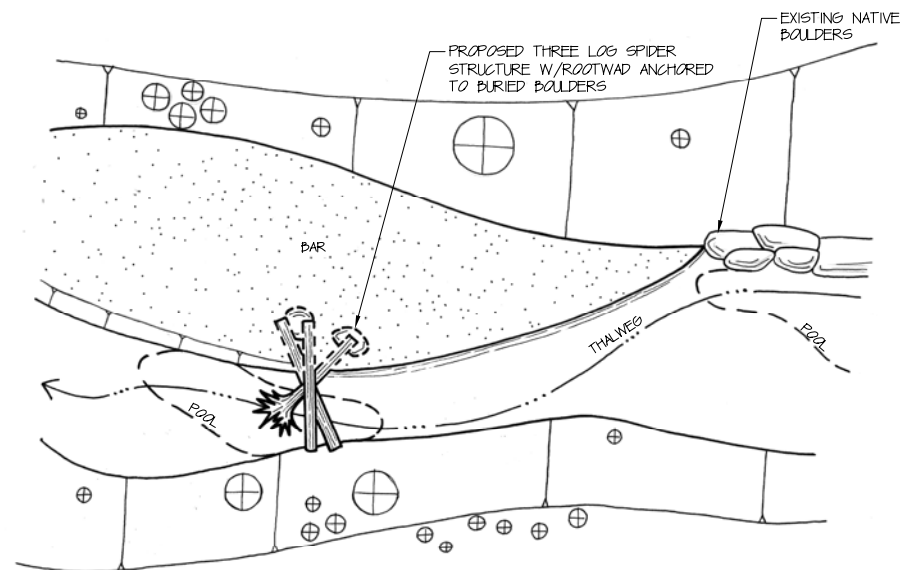 EXISTING NATIVE
BOULDERS
PROPOSED THREE LOG SPIDER
STRUCTURE W/ROOTWAD ANCHORED
TO BURIED BOULDERS
BAR
THALWEG
POOL
POOL